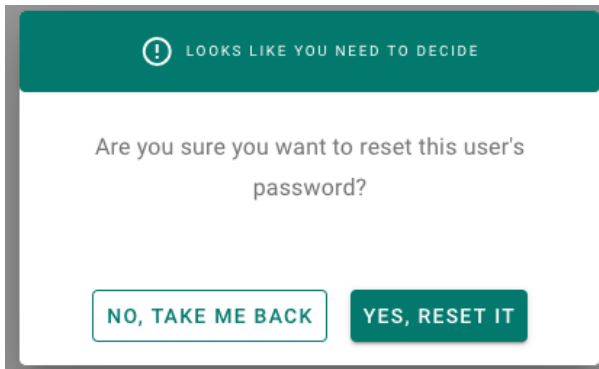 LOOKS LIKE YOU NEED TO DECIDE
Are you sure you want to reset this user's
password?
NO, TAKE ME BACK
YES, RESET IT